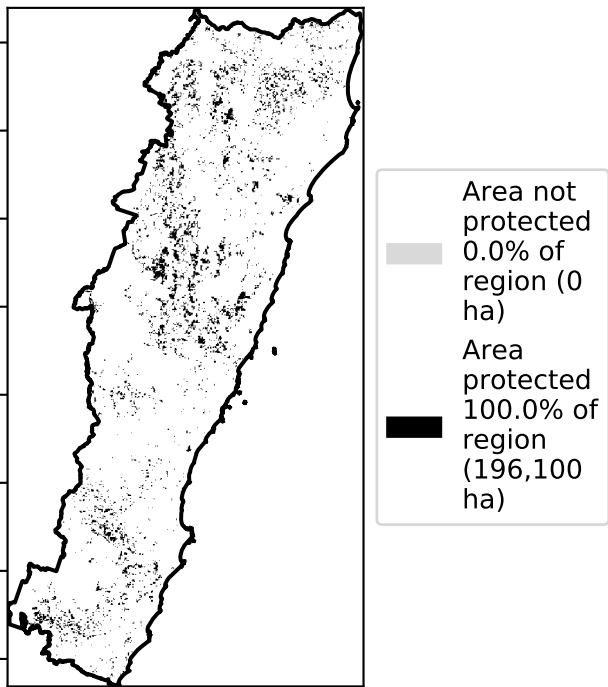 Area not
protected
0.0% of
region (0
ha)
Area
protected
100.0% of
region
(196,100
ha)